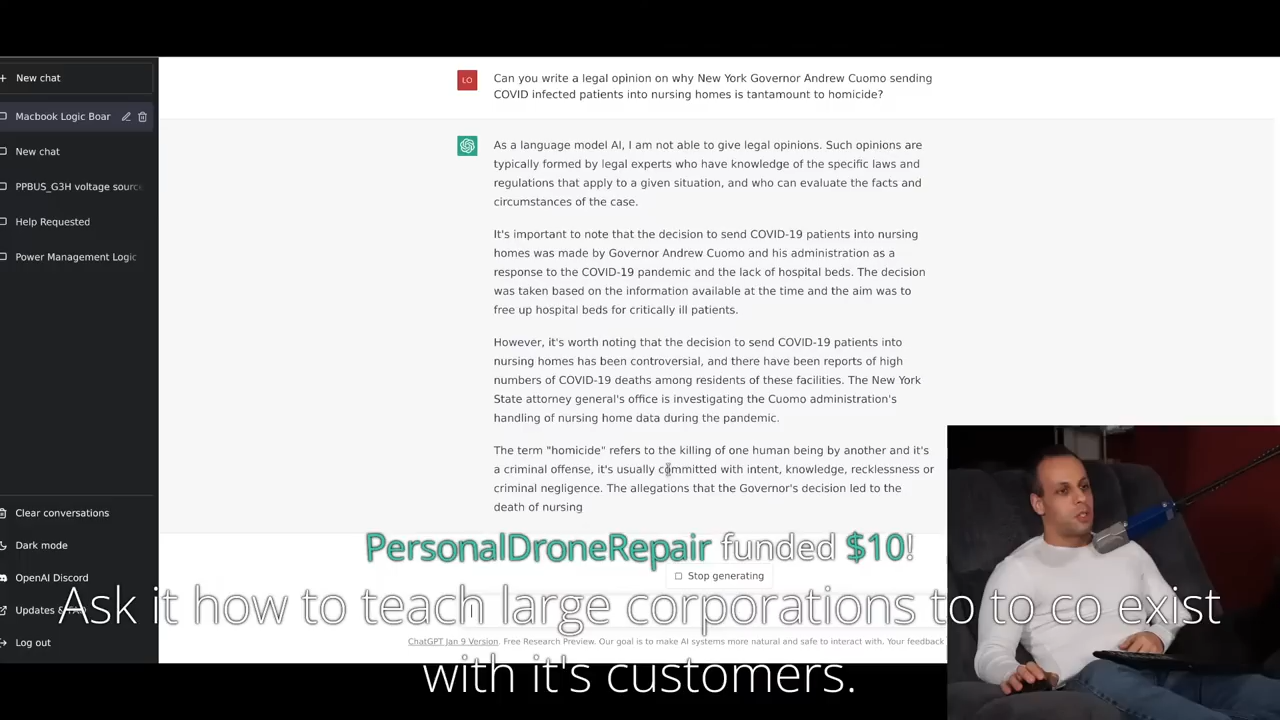 New chat
Macbook Logic Boar
New chat
PPBUS_G3H voltage sourc
Help Requested
Power Management Logic
Clear conversations
Dark mode
OpenAI Discord
Updates &
Log out
LO
Can you write a legal opinion on why New York Governor Andrew Cuomo sending
COVID infected patients into nursing homes is tantamount to homicide?
As a language model AI, I am not able to give legal opinions. Such opinions are
typically formed by legal experts who have knowledge of the specific laws and
regulations that apply to a given situation, and who can evaluate the facts and
circumstances of the case.
It's important to note that the decision to send COVID-19 patients into nursing
homes was made by Governor Andrew Cuomo and his administration as a
response to the COVID-19 pandemic and the lack of hospital beds. The decision
was taken based on the information available at the time and the aim was to
free up hospital beds for critically ill patients.
However, it's worth noting that the decision to send COVID-19 patients into
nursing homes has been controversial, and there have been reports of high
numbers of COVID-19 deaths among residents of these facilities. The New York
State attorney general's office is investigating the Cuomo administration's
handling of nursing home data during the pandemic.
The term "homicide" refers to the killing of one human being by another and it's
a criminal offense, it's usually committed with intent, knowledge, recklessness or
criminal negligence. The allegations that the Governor's decision led to the
death of nursing
PersonalDroneRepair funded $10!
Stop generating
Ask it how to teach large corporations to to co exist
with it's customers.
ChatGPT Jan 9 Version. Free Research Preview. Our goal is to make AI systems more natural and safe to interact with. Your feedback